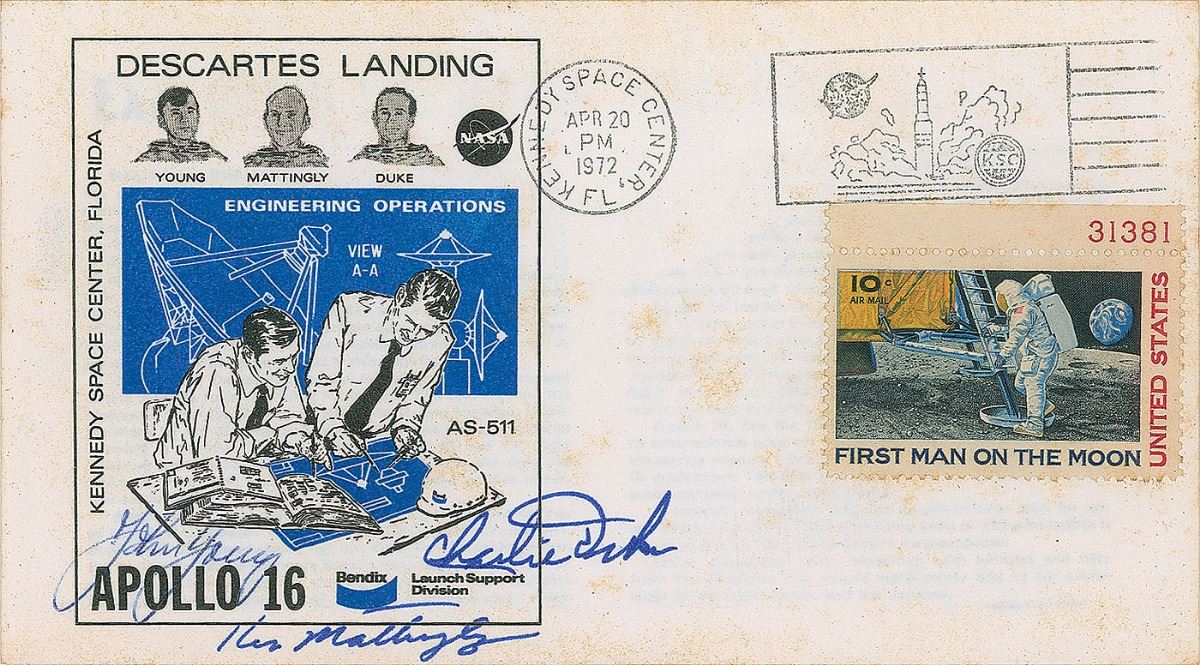 DESCARTES LANDING
KENNEDY SPACE CENTER, FLORIDA
YOUNG MATTINGLY DUKE
NASA
ENGINEERING OPERATIONS
VIEW
A-A
AS-511
John Young
Charlie Duke
APOLLO 16
Bendix
Launch Support
Division
Ken Mattingly
KENNEDY SPACE CENTER, FL
APR 20
PM
1972
KSC
31381
10c
AIR MAIL
UNITED STATES
FIRST MAN ON THE MOON